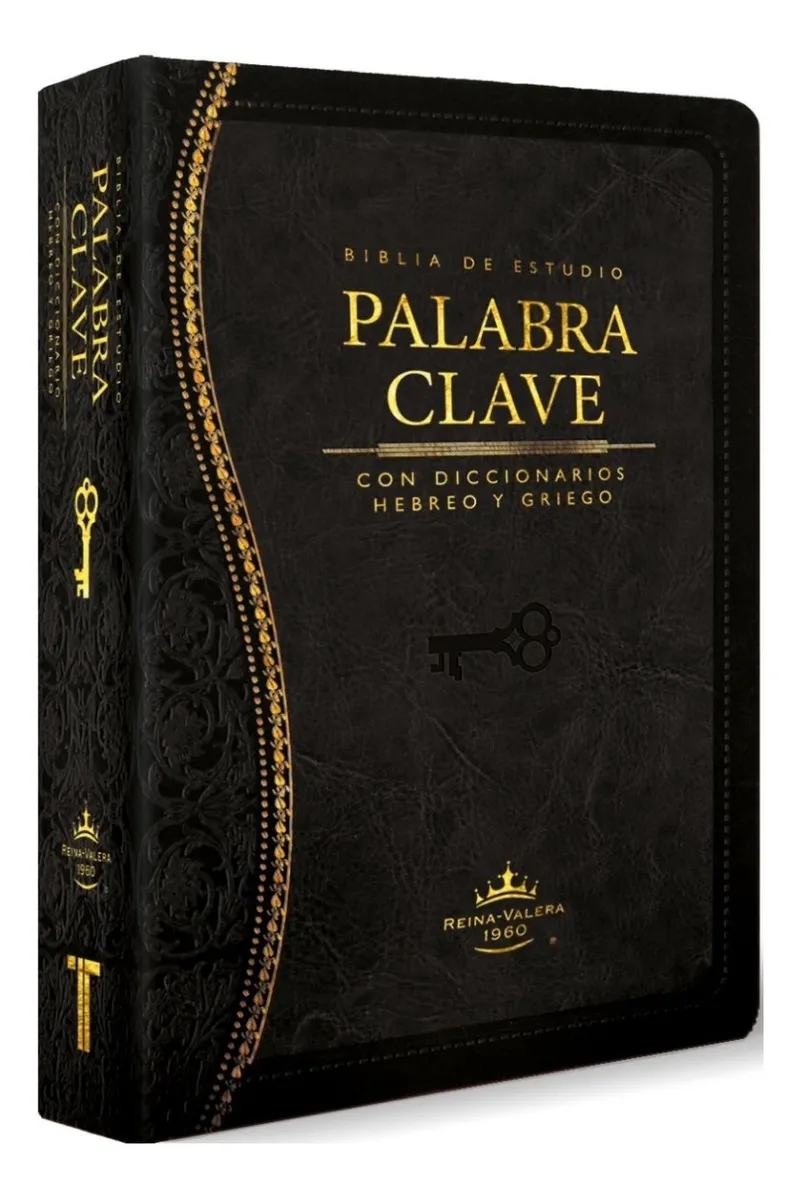 BIBLIA DE ESTUDIO
PALABRA
CLAVE
CON DICCIONARIO
HEBREO Y GRIEGO
REINA-VALERA
1960
BIBLIA DE ESTUDIO
PALABRA
CLAVE
CON DICCIONARIOS
HEBREO Y GRIEGO
REINA-VALERA
1960